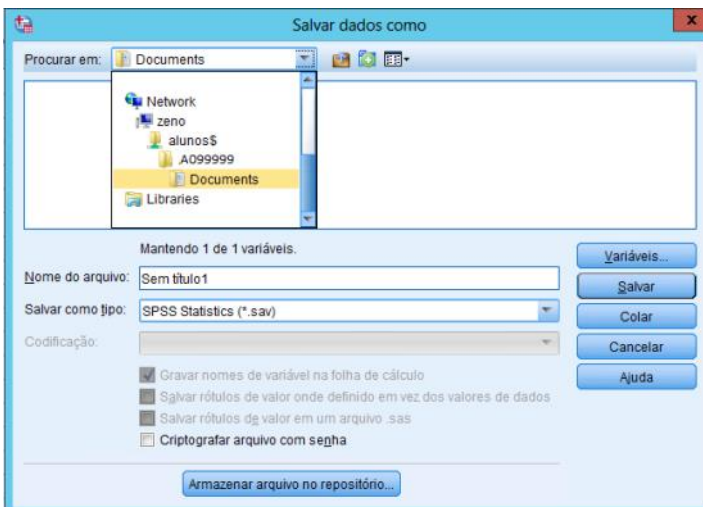 Salvar dados como
x
Procurar em: Documents
Network
zeno
alunos$
A099999
Documents
Libraries
Mantendo 1 de 1 variáveis.
Variáveis...
Nome do arquivo: Sem título1
Salvar
Salvar como tipo: SPSS Statistics (*.sav)
Colar
Codificação:
Cancelar
Gravar nomes de variável na folha de cálculo
Ajuda
Salvar rótulos de valor onde definido em vez dos valores de dados
Salvar rótulos de valor em um arquivo .sas
Criptografar arquivo com senha
Armazenar arquivo no repositório...